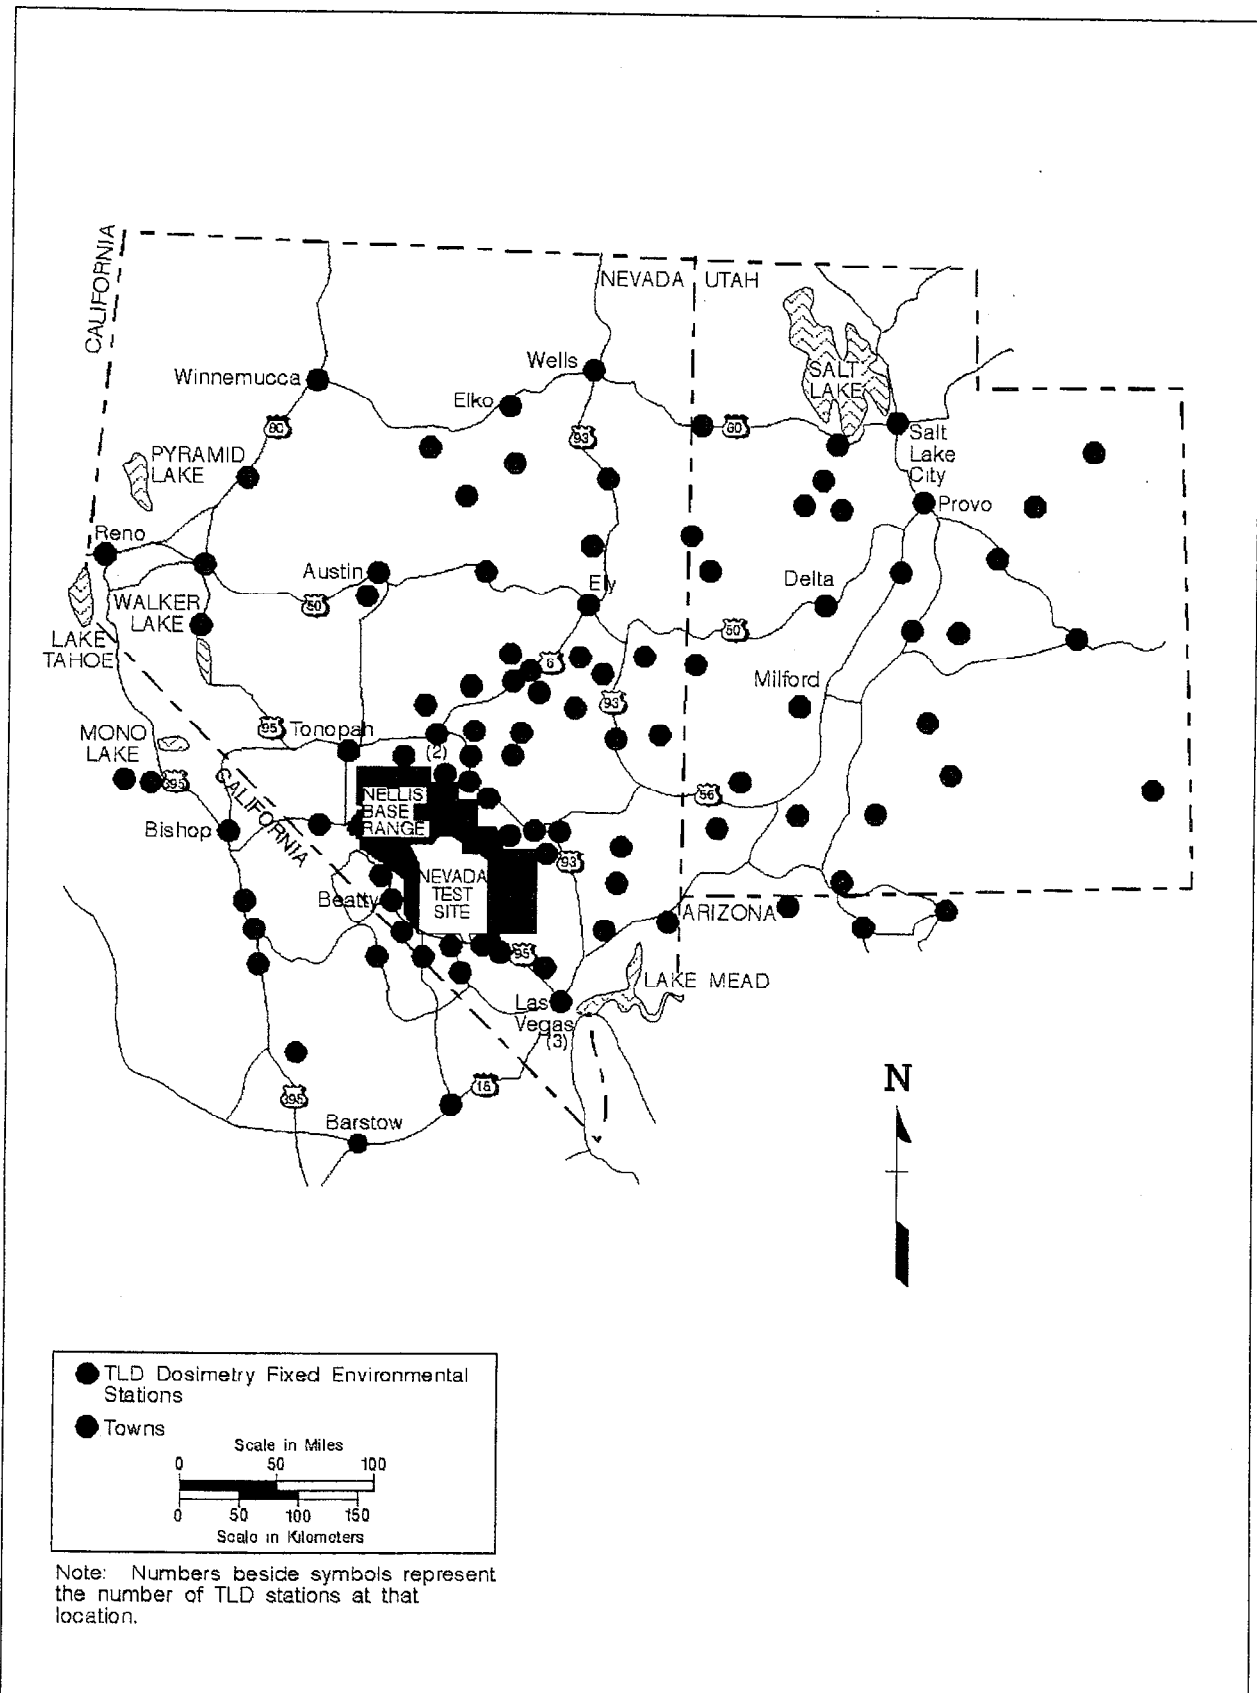 CALIFORNIA
NEVADA
UTAH
Winnemucca
Wells
Elko
80
93
SALT
LAKE
60
Salt
Lake
City
PYRAMID
LAKE
Provo
Reno
Austin
Ely
Delta
WALKER
LAKE
50
50
LAKE
TAHOE
6
93
Milford
95
Tonopah
(2)
MONO
LAKE
395
CALIFORNIA
NELLIS
BASE
RANGE
56
Bishop
93
NEVADA
TEST
SITE
Beatty
ARIZONA
95
LAKE MEAD
Las
Vegas
(3)
15
N
395
Barstow
TLD Dosimetry Fixed Environmental
Stations
Towns
Scale in Miles
0 50 100
0 50 100 150
Scale in Kilometers
Note: Numbers beside symbols represent
the number of TLD stations at that
location.